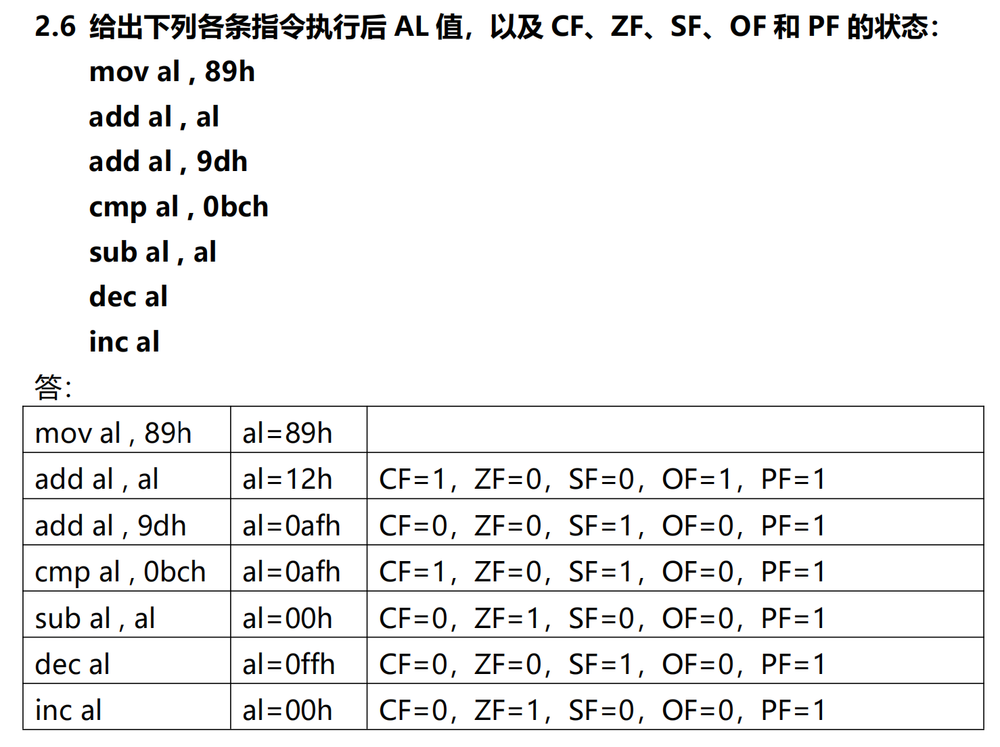 2.6 给出下列各条指令执行后 AL 值，以及 CF、ZF、SF、OF 和 PF 的状态：
mov al , 89h
add al , al
add al , 9dh
cmp al , 0bch
sub al , al
dec al
inc al
答：
mov al , 89h al=89h
add al , al al=12h CF=1，ZF=0，SF=0，OF=1，PF=1
add al , 9dh al=0afh CF=0，ZF=0，SF=1，OF=0，PF=1
cmp al , 0bch al=0afh CF=1，ZF=0，SF=1，OF=0，PF=1
sub al , al al=00h CF=0，ZF=1，SF=0，OF=0，PF=1
dec al al=0ffh CF=0，ZF=0，SF=1，OF=0，PF=1
inc al al=00h CF=0，ZF=1，SF=0，OF=0，PF=1